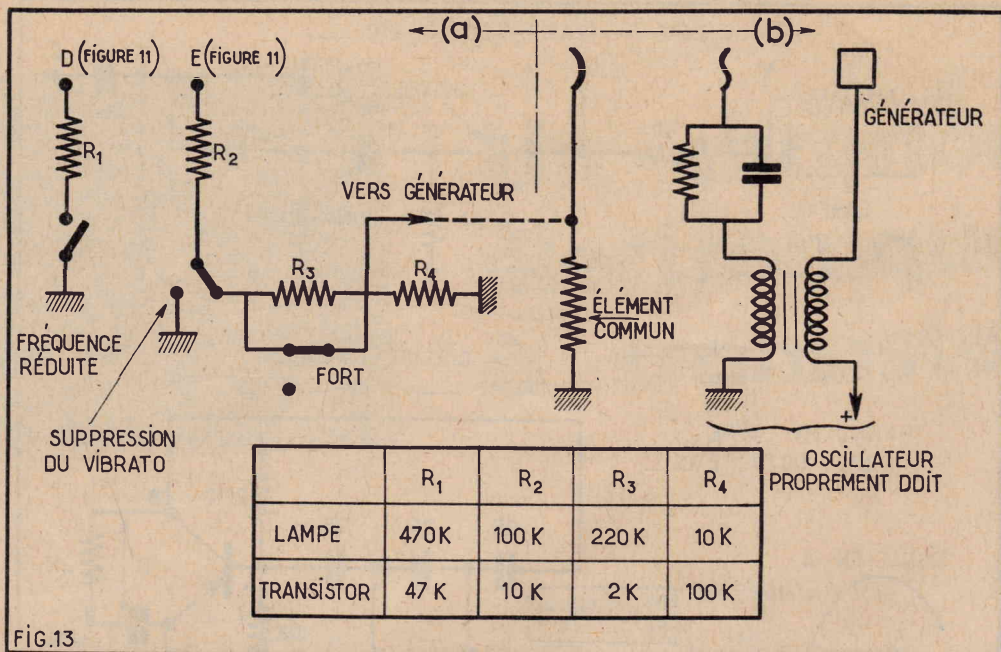 (a)
(b)
D (FIGURE 11)
E (FIGURE 11)
R1
R2
VERS GÉNÉRATEUR
GÉNÉRATEUR
R3
R4
FRÉQUENCE
RÉDUITE
FORT
ÉLÉMENT
COMMUN
SUPPRESSION
DU VIBRATO
+
OSCILLATEUR
PROPREMENT DDIT
R1 R2 R3 R4
LAMPE 470 K 100 K 220 K 10 K
TRANSISTOR 47 K 10 K 2 K 100 K
FIG.13